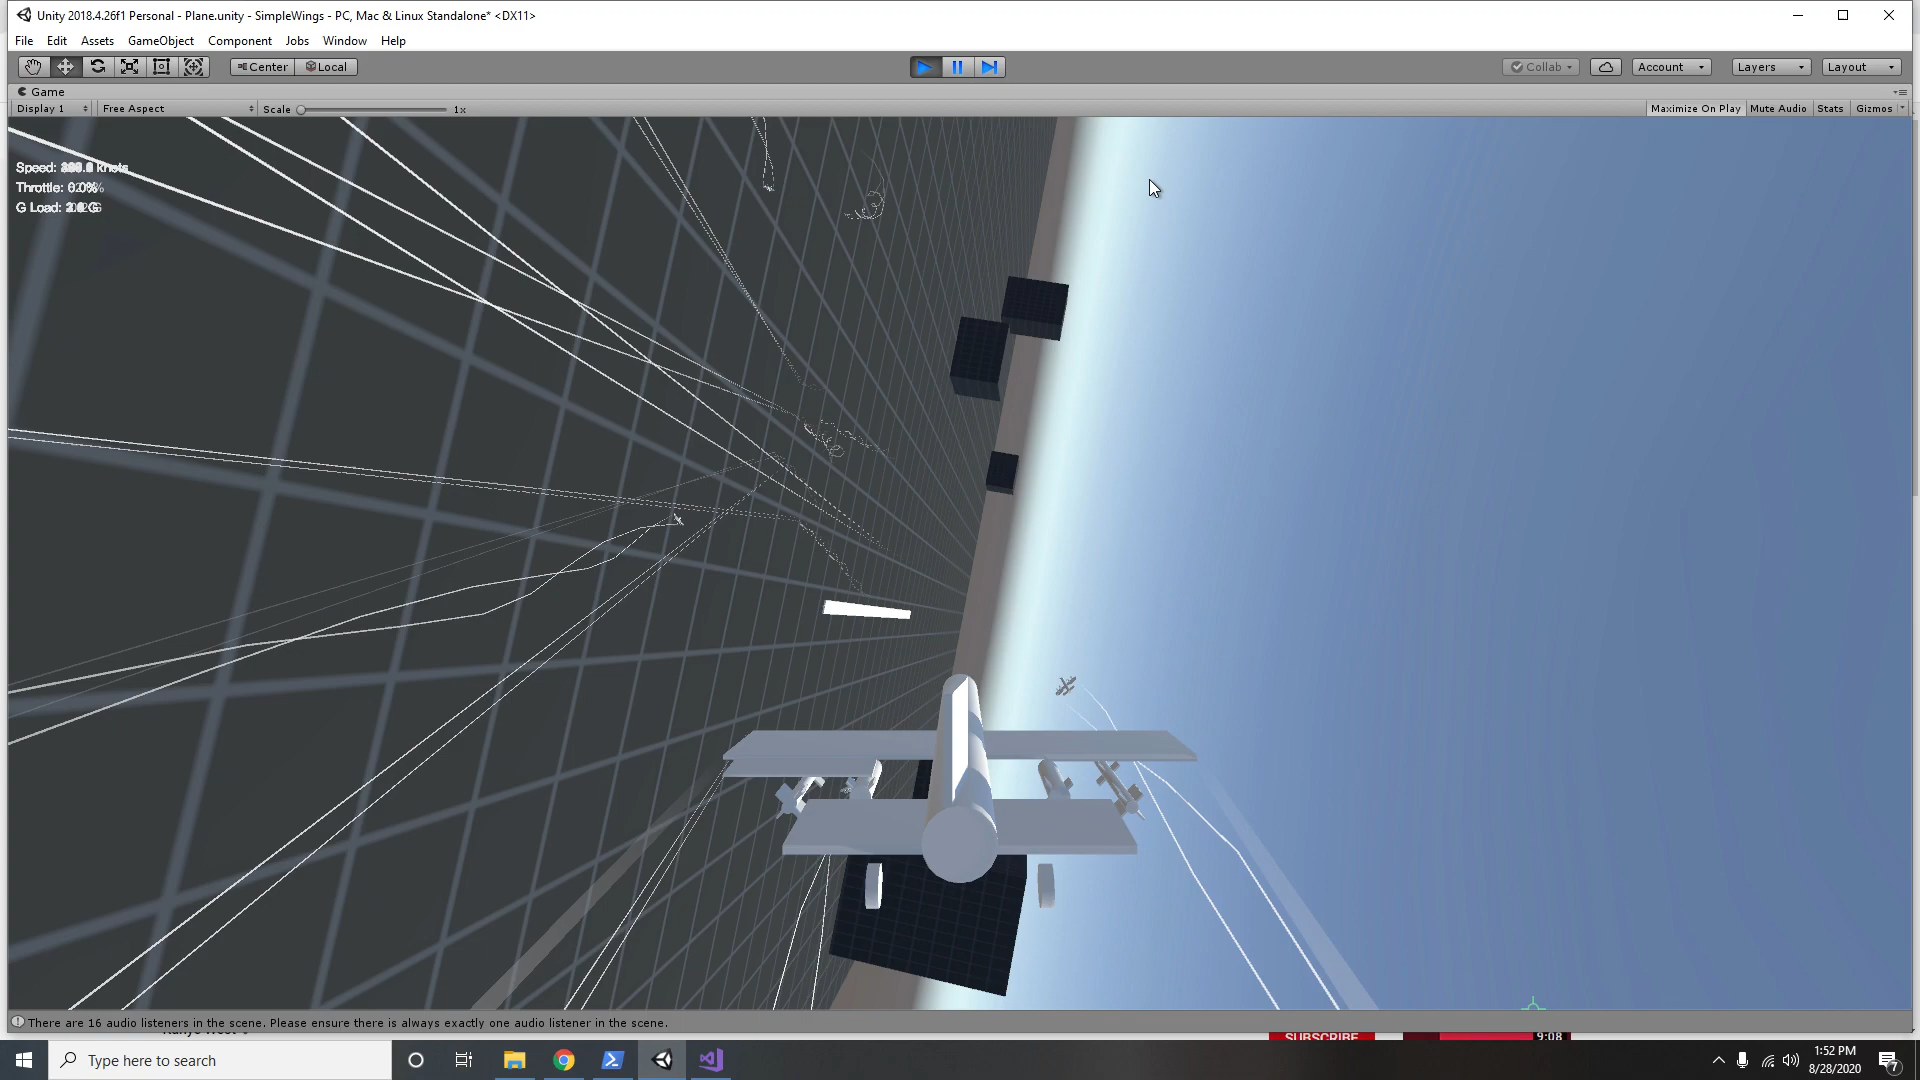 Unity 2018.4.26f1 Personal - Plane.unity - SimpleWings - PC, Mac & Linux Standalone* <DX11>
File Edit Assets GameObject Component Jobs Window Help
Center Local Collab Account Layers Layout
Game
Display 1 Free Aspect Scale 1x Maximize On Play Mute Audio Stats Gizmos
Speed: knots
Throttle: %
G Load: G
There are 16 audio listeners in the scene. Please ensure there is always exactly one audio listener in the scene.
SUBSCRIBE 9:08
Type here to search
1:52 PM
8/28/2020
7